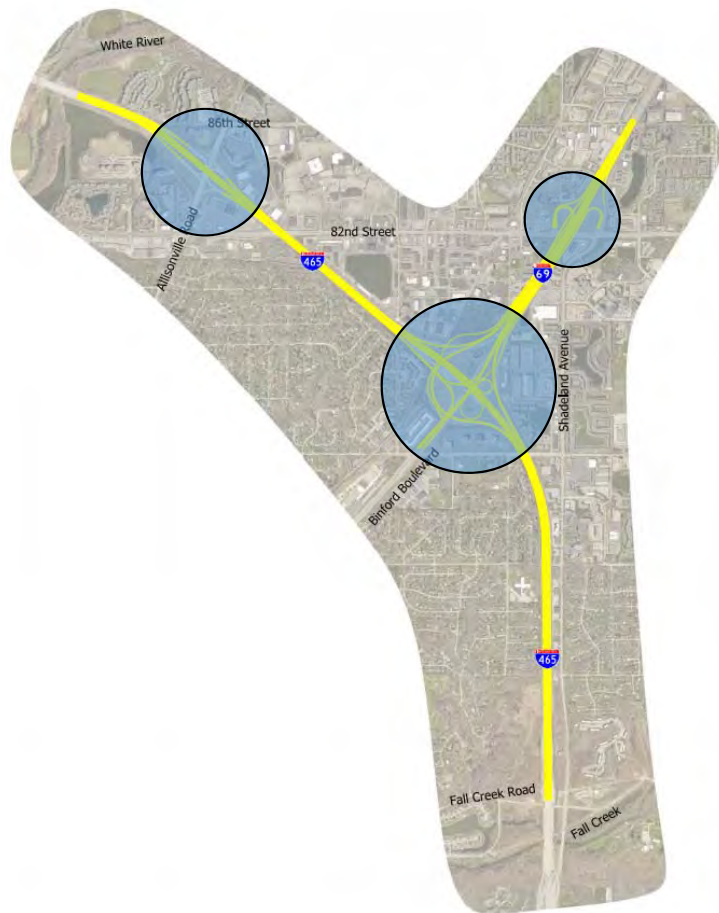 White River
86th Street
Allisonville Road
82nd Street
465
69
Shadeland Avenue
Binford Boulevard
465
Fall Creek Road
Fall Creek